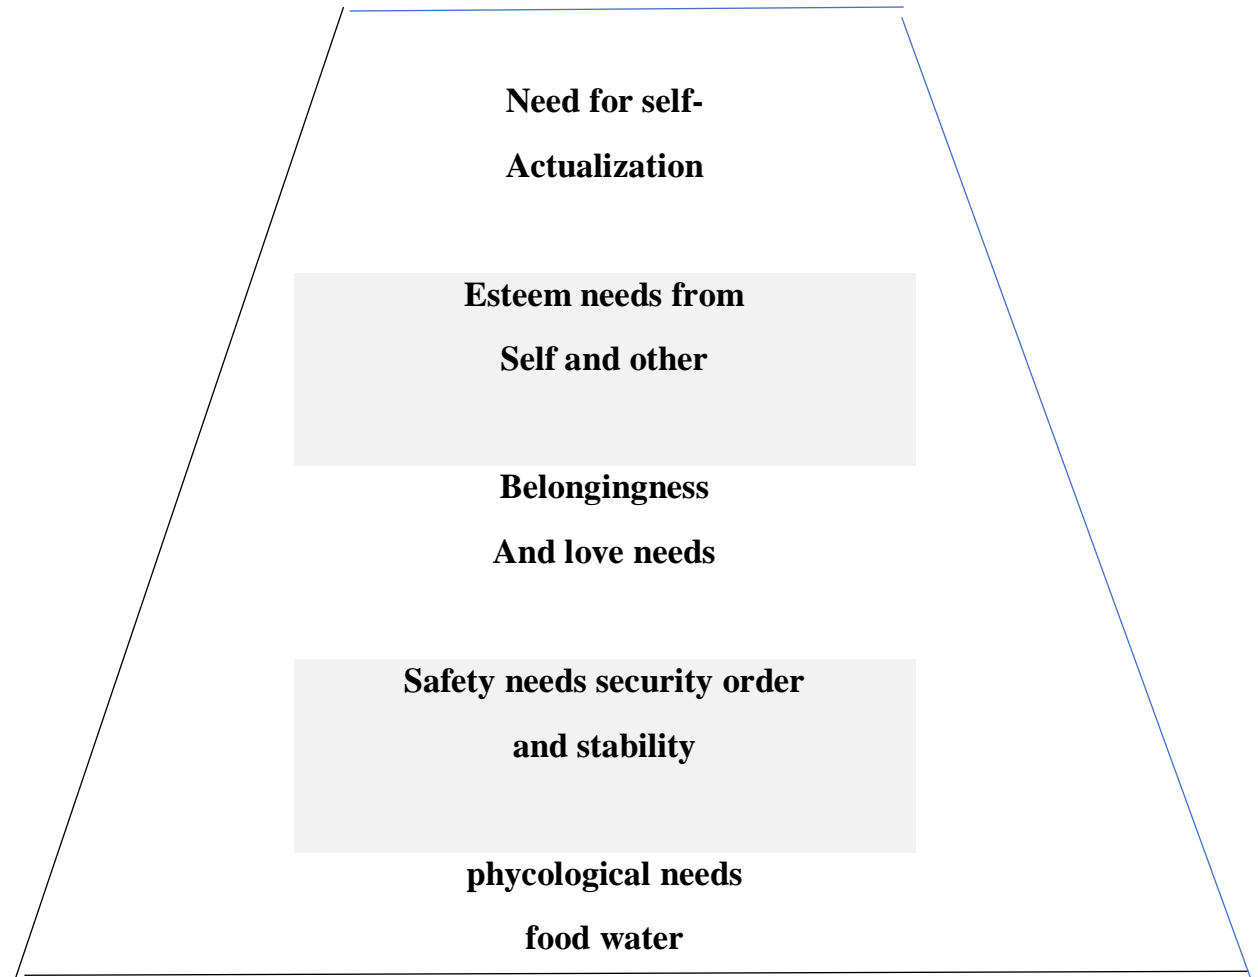 Need for self-
Actualization
Esteem needs from
Self and other
Belongingness
And love needs
Safety needs security order
and stability
phycological needs
food water